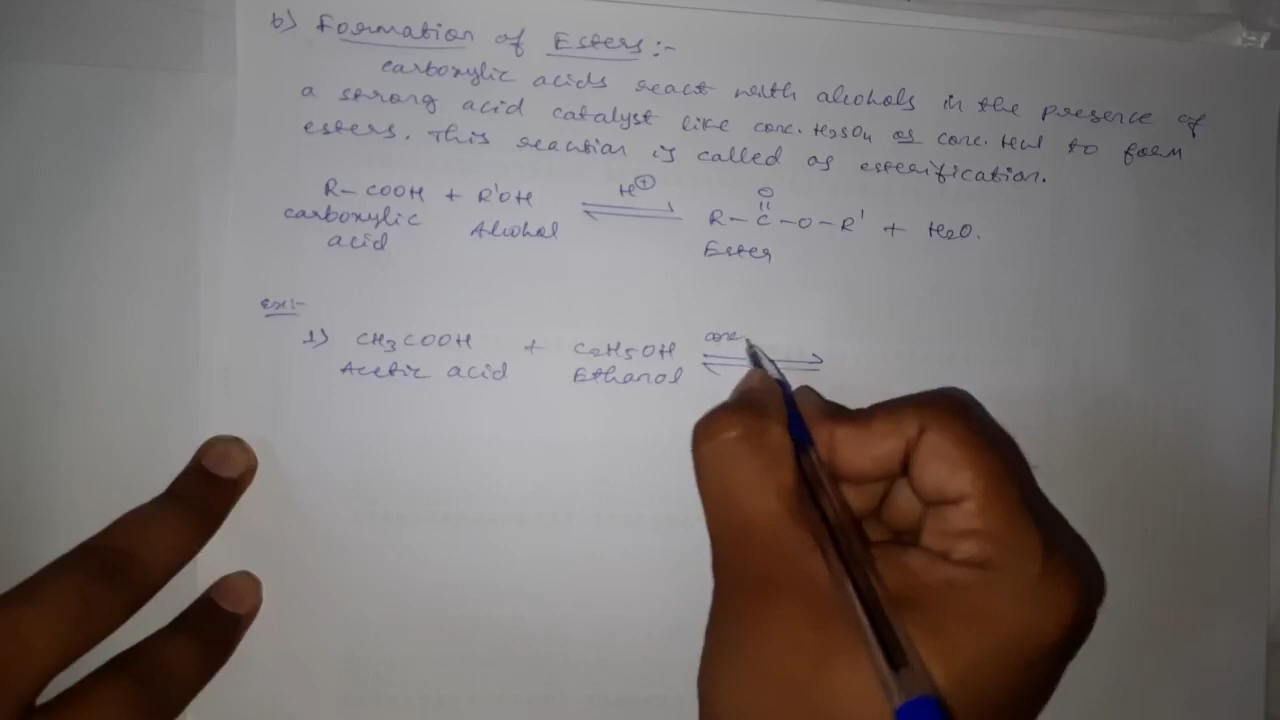 b) Formation of Esters:-
carboxylic acids react with alcohols in the presence of
a strong acid catalyst like conc. H2SO4 or conc. HCl to form
esters. This reaction is called as esterification.
R-COOH + R'OH ⇌ H⊕ R-C(=O)-O-R' + H2O.
carboxylic acid Alcohol Ester
Ex:-
1) CH3COOH + C2H5OH ⇌ conc
Acetic acid Ethanol